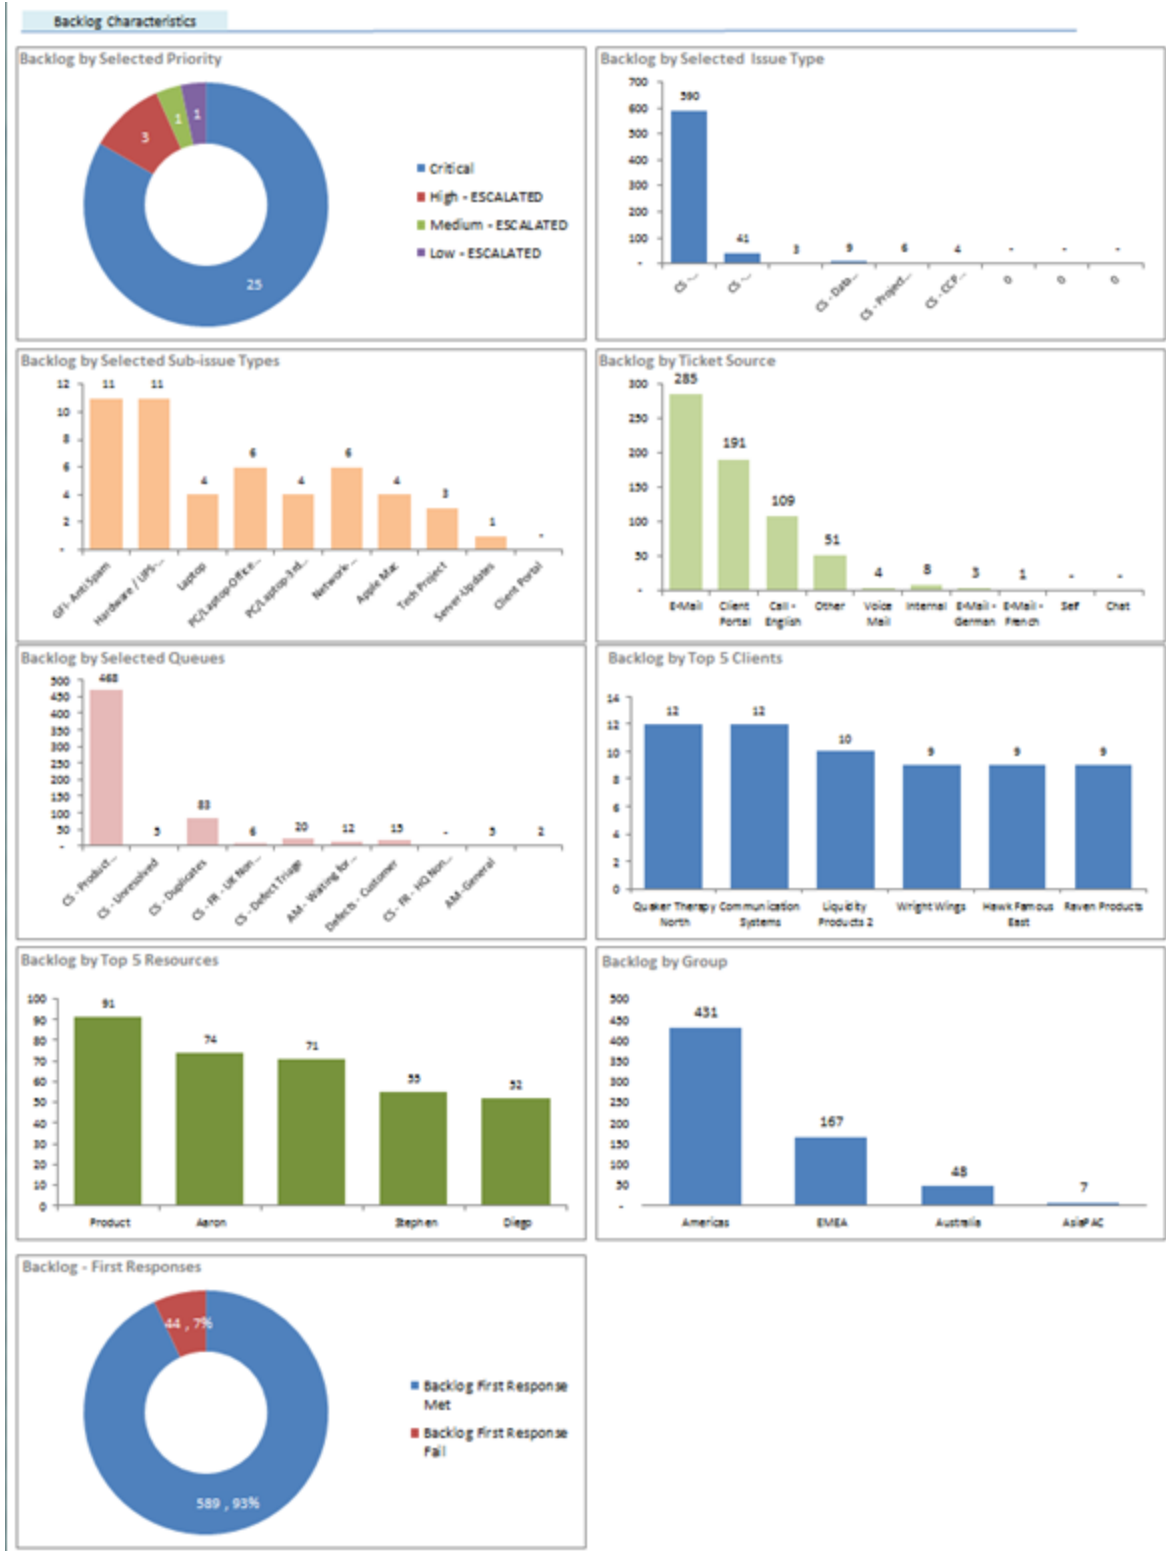 Backlog Characteristics
Backlog by Selected Priority
3
1
1
25
Critical
High - ESCALATED
Medium - ESCALATED
Low - ESCALATED
Backlog by Selected Issue Type
700
600
500
400
300
200
100
-
590
41
3
9
6
4
-
-
-
CS -...
CS -...
CS - Data...
CS - Project...
CS - CCP...
0
0
0
Backlog by Selected Sub-issue Types
12
10
8
6
4
2
-
11
11
4
6
4
6
4
3
1
-
GFI- Anti Spam
Hardware / UPS-...
Laptop
PC/Laptop-Office...
PC/Laptop-3rd...
Network-...
Apple Mac
Tech Project
Server-Updates
Client Portal
Backlog by Ticket Source
300
250
200
150
100
50
-
285
191
109
51
4
8
3
1
-
-
E-Mail
Client Portal
Call - English
Other
Voice Mail
Internal
E-Mail - German
E-Mail - French
Self
Chat
Backlog by Selected Queues
500
450
400
350
300
250
200
150
100
50
-
468
83
6
20
12
15
-
2
CS - Product...
CS - Unresolved
CS - Duplicates
CS - FR - UK Non...
CS - Defect Triage
AM - Waiting for...
Defects - Customer
CS - FR - HQ Non...
AM - General
Backlog by Top 5 Clients
14
12
10
8
6
4
2
0
12
12
10
9
9
9
Quaker Therapy North
Communication Systems
Liquidity Products 2
Wright Wings
Hawk Famous East
Raven Products
Backlog by Top 5 Resources
100
90
80
70
60
50
40
30
20
10
0
91
74
71
55
52
Product
Aaron
Stephen
Diego
Backlog by Group
500
450
400
350
300
250
200
150
100
50
-
431
167
48
7
Americas
EMEA
Australia
AsiaPAC
Backlog - First Responses
44 , 7%
589 , 93%
Backlog First Response Met
Backlog First Response Fail